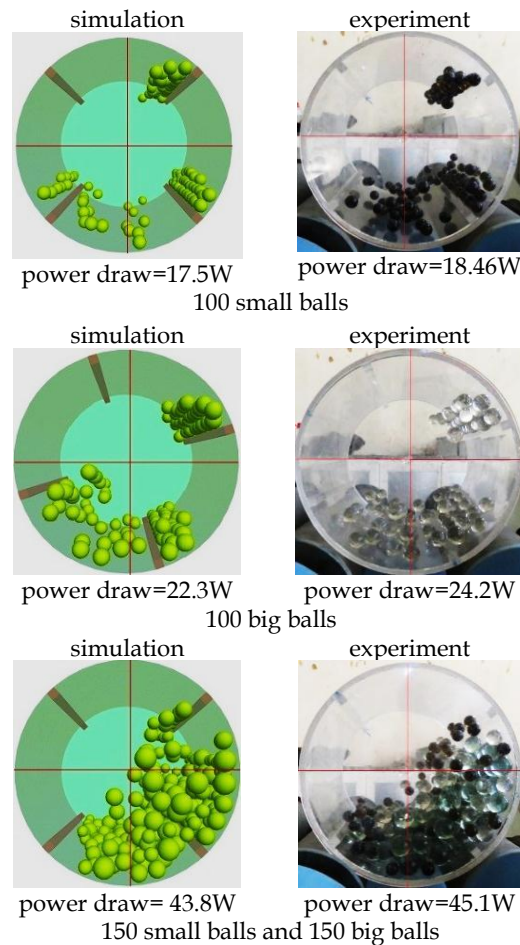 simulation experiment
power draw=17.5W power draw=18.46W
100 small balls
simulation experiment
power draw=22.3W power draw=24.2W
100 big balls
simulation experiment
power draw= 43.8W power draw=45.1W
150 small balls and 150 big balls